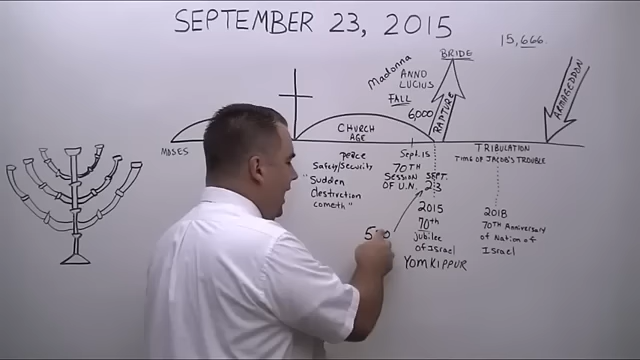 SEPTEMBER 23, 2015
15,666.
BRIDE
Madonna
ANNO
LUCIUS
FALL
6,000
RAPTURE
ARMAGEDDON
CHURCH
AGE
MOSES
TRIBULATION
TIME OF JACOB'S TROUBLE
peace
Safety/Security
"Sudden
destruction
cometh"
Sept. 15
70TH
SESSION
OF U.N.
SEPT.
23
2015
70th
jubilee
of Israel
YOM KIPPUR
2018
70th Anniversary
of Nation of
Israel